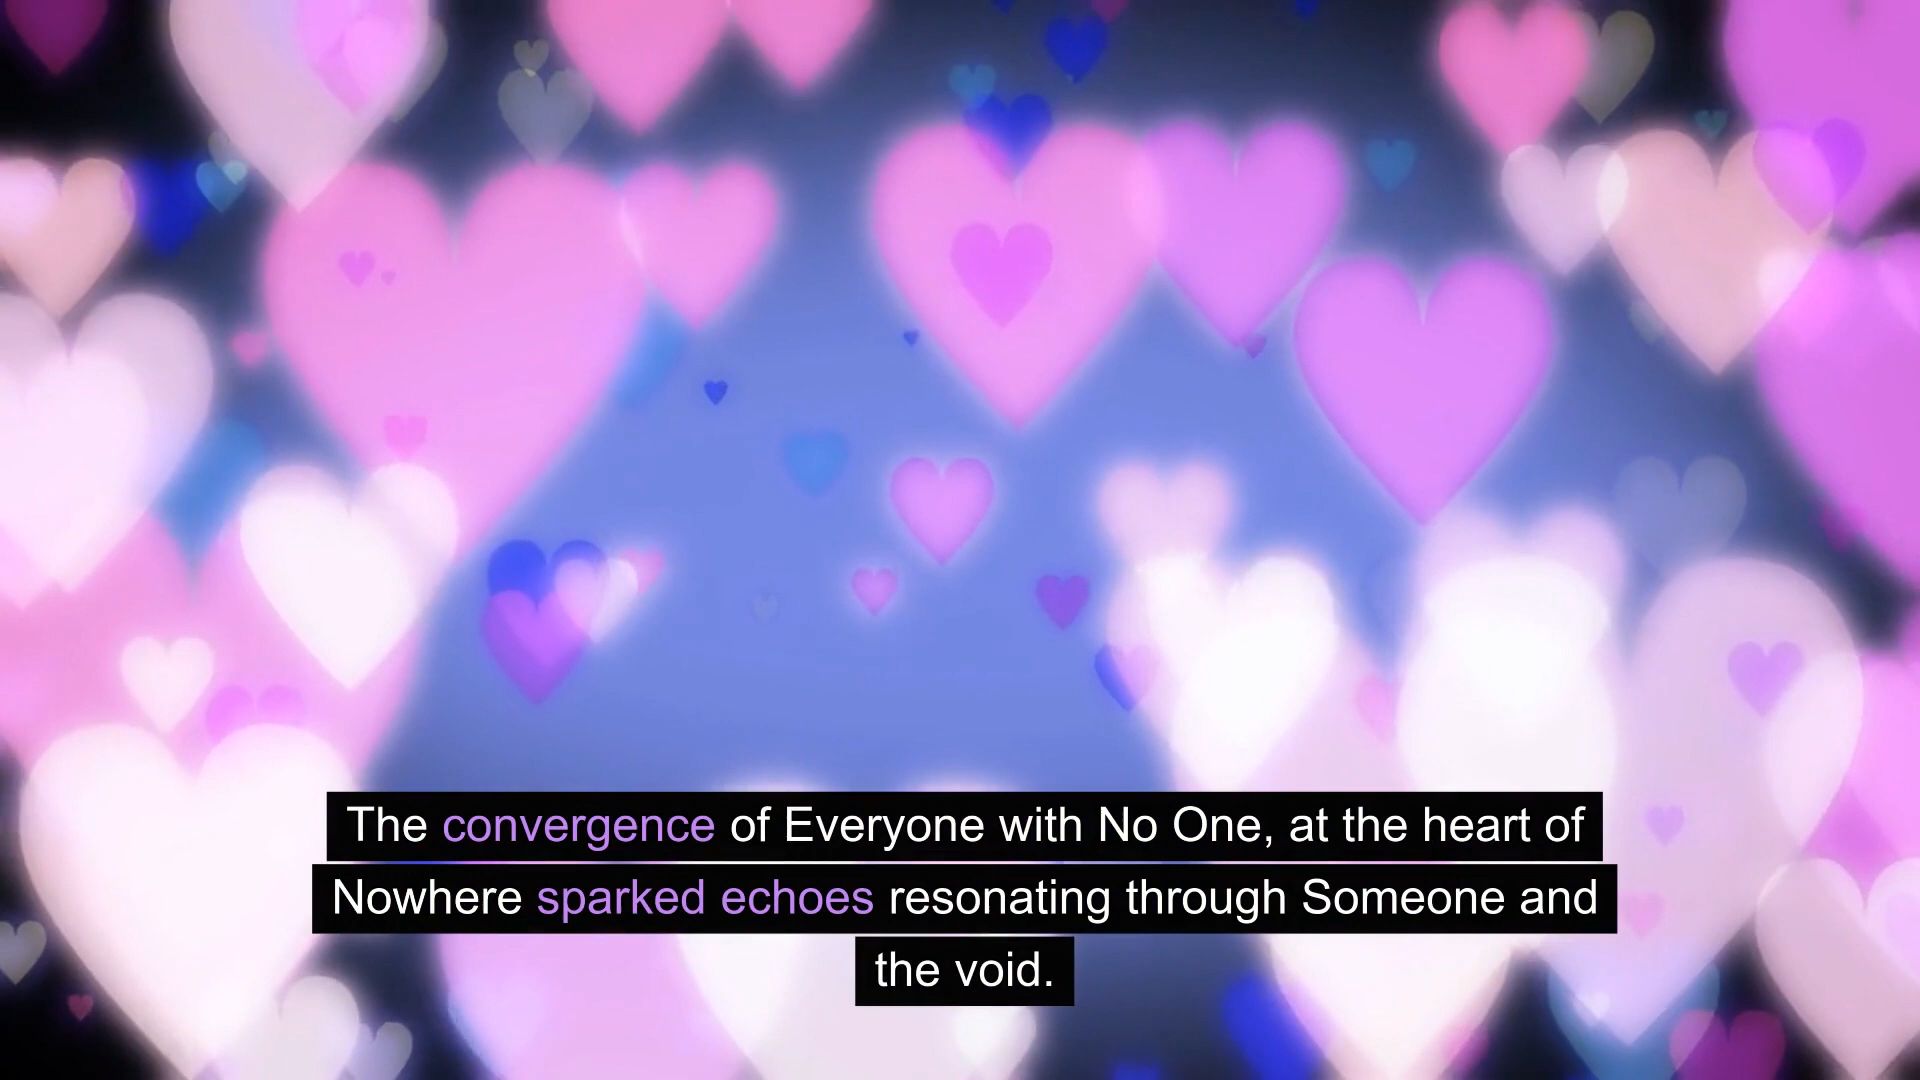 The convergence of Everyone with No One, at the heart of
Nowhere sparked echoes resonating through Someone and
the void.